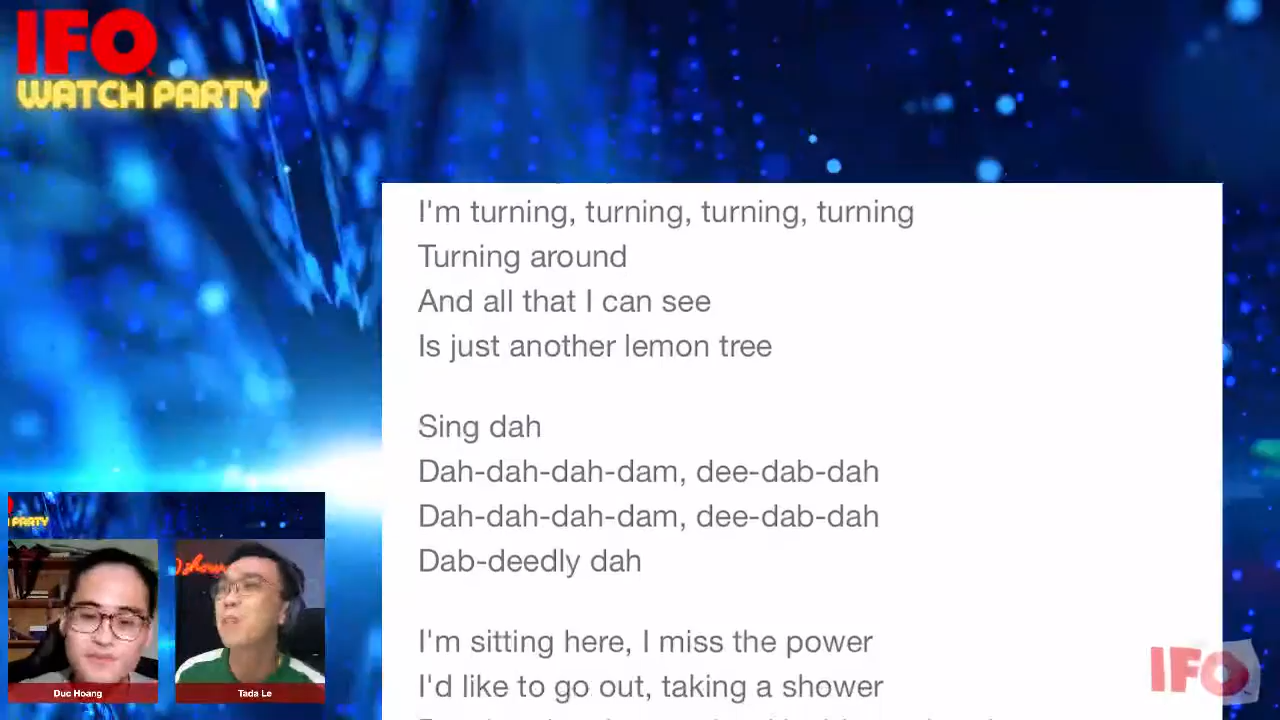 IFO
WATCH PARTY
I'm turning, turning, turning, turning
Turning around
And all that I can see
Is just another lemon tree
Sing dah
Dah-dah-dah-dam, dee-dab-dah
Dah-dah-dah-dam, dee-dab-dah
Dab-deedly dah
I'm sitting here, I miss the power
I'd like to go out, taking a shower
PARTY
show
Duc Hoang
Tada Le
IFO